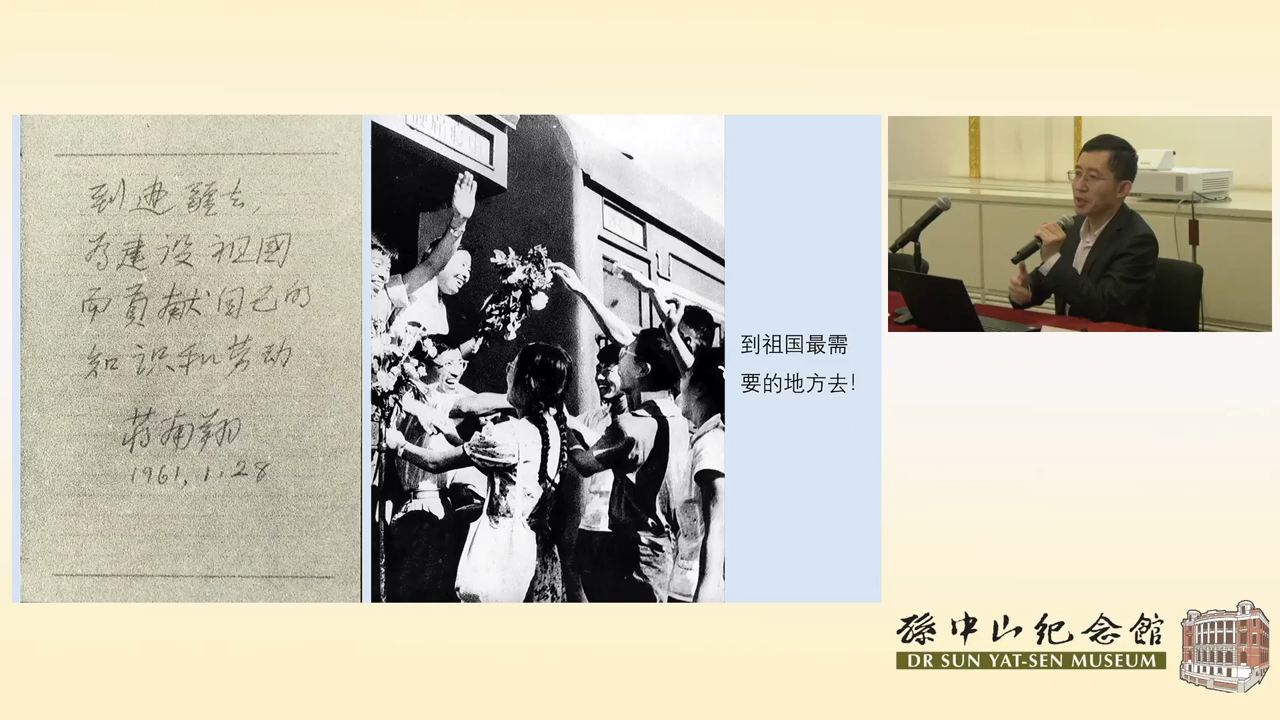 到边疆去,
为建设祖國
而貢献自己的
知识和劳动
蒋南翔
1961.1.28
到祖国最需
要的地方去!
孫中山紀念館
DR SUN YAT-SEN MUSEUM